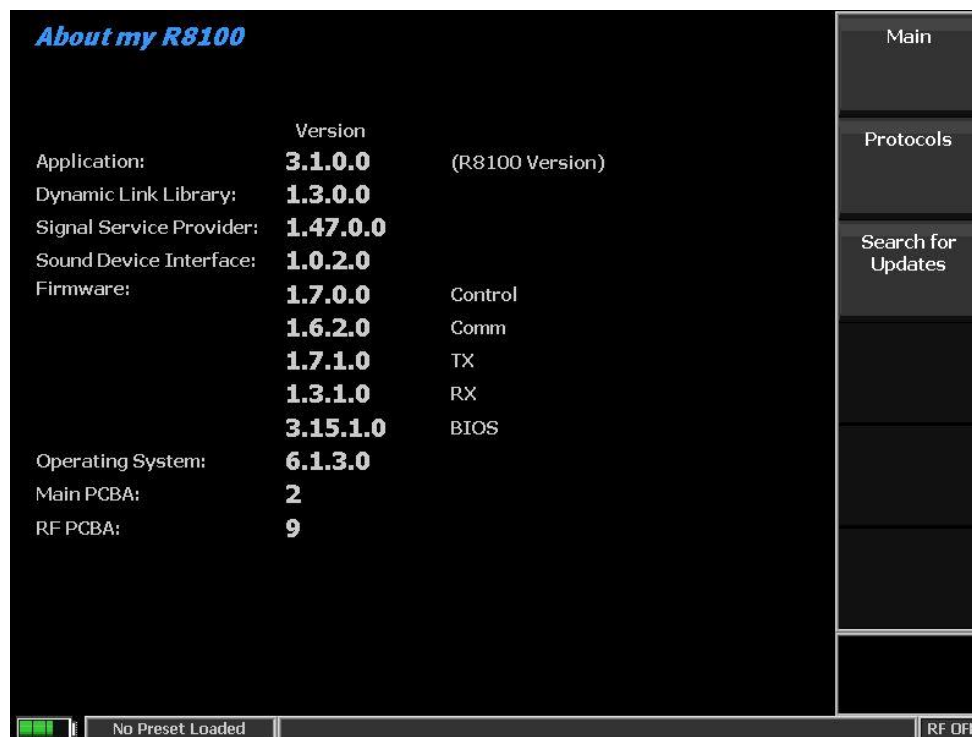 About my R8100
Version
Application: 3.1.0.0 (R8100 Version)
Dynamic Link Library: 1.3.0.0
Signal Service Provider: 1.47.0.0
Sound Device Interface: 1.0.2.0
Firmware: 1.7.0.0 Control
1.6.2.0 Comm
1.7.1.0 TX
1.3.1.0 RX
3.15.1.0 BIOS
Operating System: 6.1.3.0
Main PCBA: 2
RF PCBA: 9
Main
Protocols
Search for
Updates
No Preset Loaded
RF OF